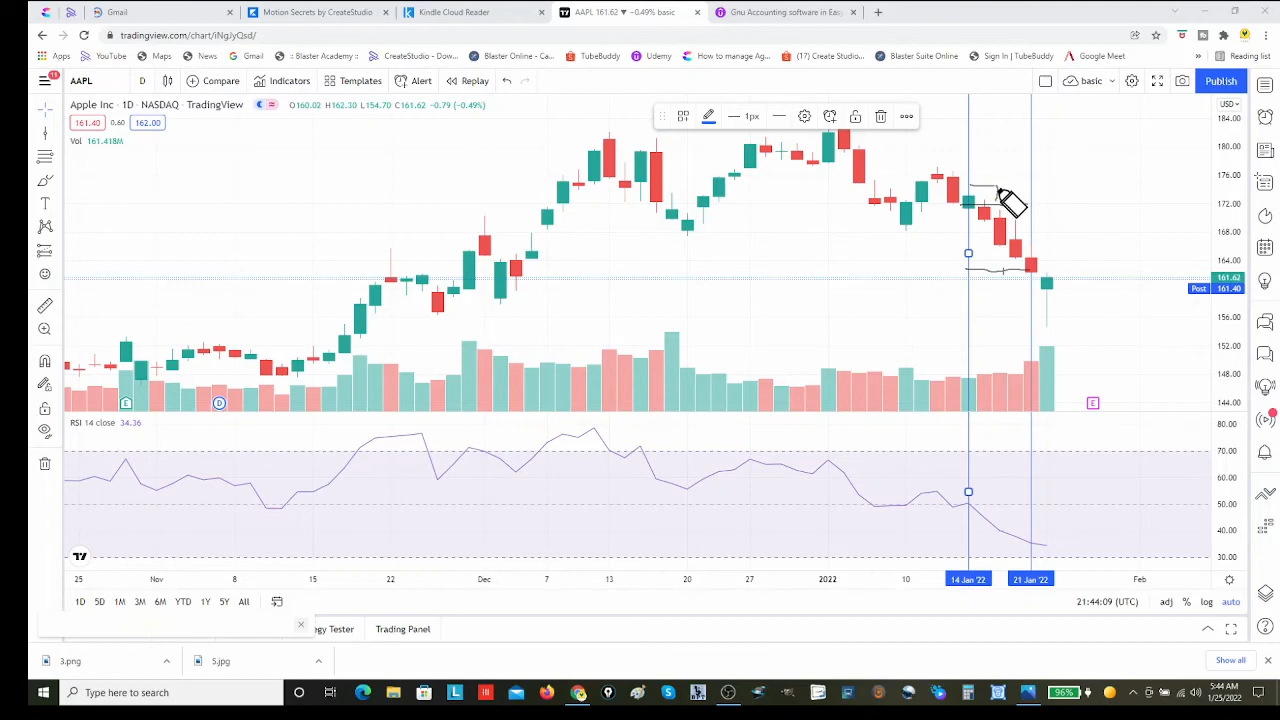 Gmail
Motion Secrets by CreateStudio
Kindle Cloud Reader
AAPL 161.62 ▼ −0.49% basic
Gnu Accounting software in Eas
tradingview.com/chart/iNgJyQsd/
Apps
YouTube
Maps
News
Gmail
:: Blaster Academy :...
CreateStudio - Dow...
Blaster Online - Cal...
TubeBuddy
Udemy
How to manage Ag...
(1) Create Studio...
Blaster Suite Online
Sign In | TubeBuddy
Google Meet
»
Reading list
11
AAPL
D
Compare
Indicators
Templates
Alert
Replay
basic
Publish
Apple Inc · 1D · NASDAQ · TradingView
O160.02 H162.30 L154.70 C161.62 −0.79 (−0.49%)
161.40
0.60
162.00
Vol 161.418M
1px
USD
184.00
180.00
176.00
172.00
168.00
164.00
161.62
Post 161.40
156.00
152.00
148.00
144.00
E
D
E
RSI 14 close 34.36
80.00
70.00
50.00
40.00
30.00
25
Nov
8
15
22
Dec
7
13
20
27
2022
10
14 Jan '22
21 Jan '22
Feb
1D
5D
1M
3M
6M
YTD
1Y
5Y
All
21:44:09 (UTC)
adj
%
log
auto
egy Tester
Trading Panel
3.png
5.jpg
Show all
Type here to search
96%
5:44 AM
1/25/2022